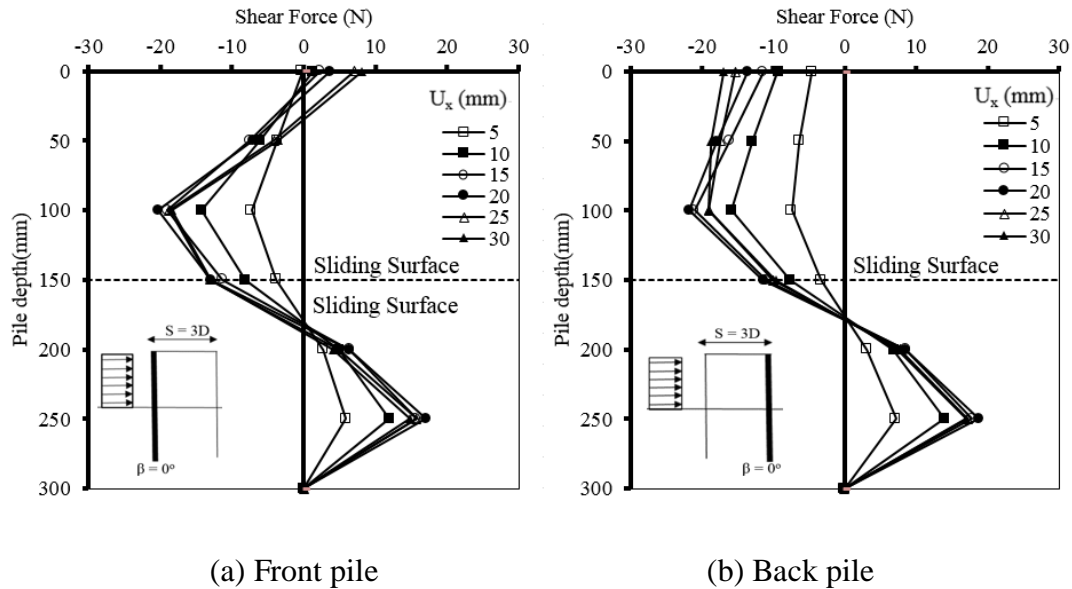 Shear Force (N)
-30 -20 -10 0 10 20 30
0
50
100
150
200
250
300
Pile depth(mm)
Uₓ (mm)
5
10
15
20
25
30
Sliding Surface
Sliding Surface
S = 3D
β = 0º
(a) Front pile
Shear Force (N)
-30 -20 -10 0 10 20 30
0
50
100
150
200
250
300
Pile depth(mm)
Uₓ (mm)
5
10
15
20
25
30
Sliding Surface
S = 3D
β = 0º
(b) Back pile